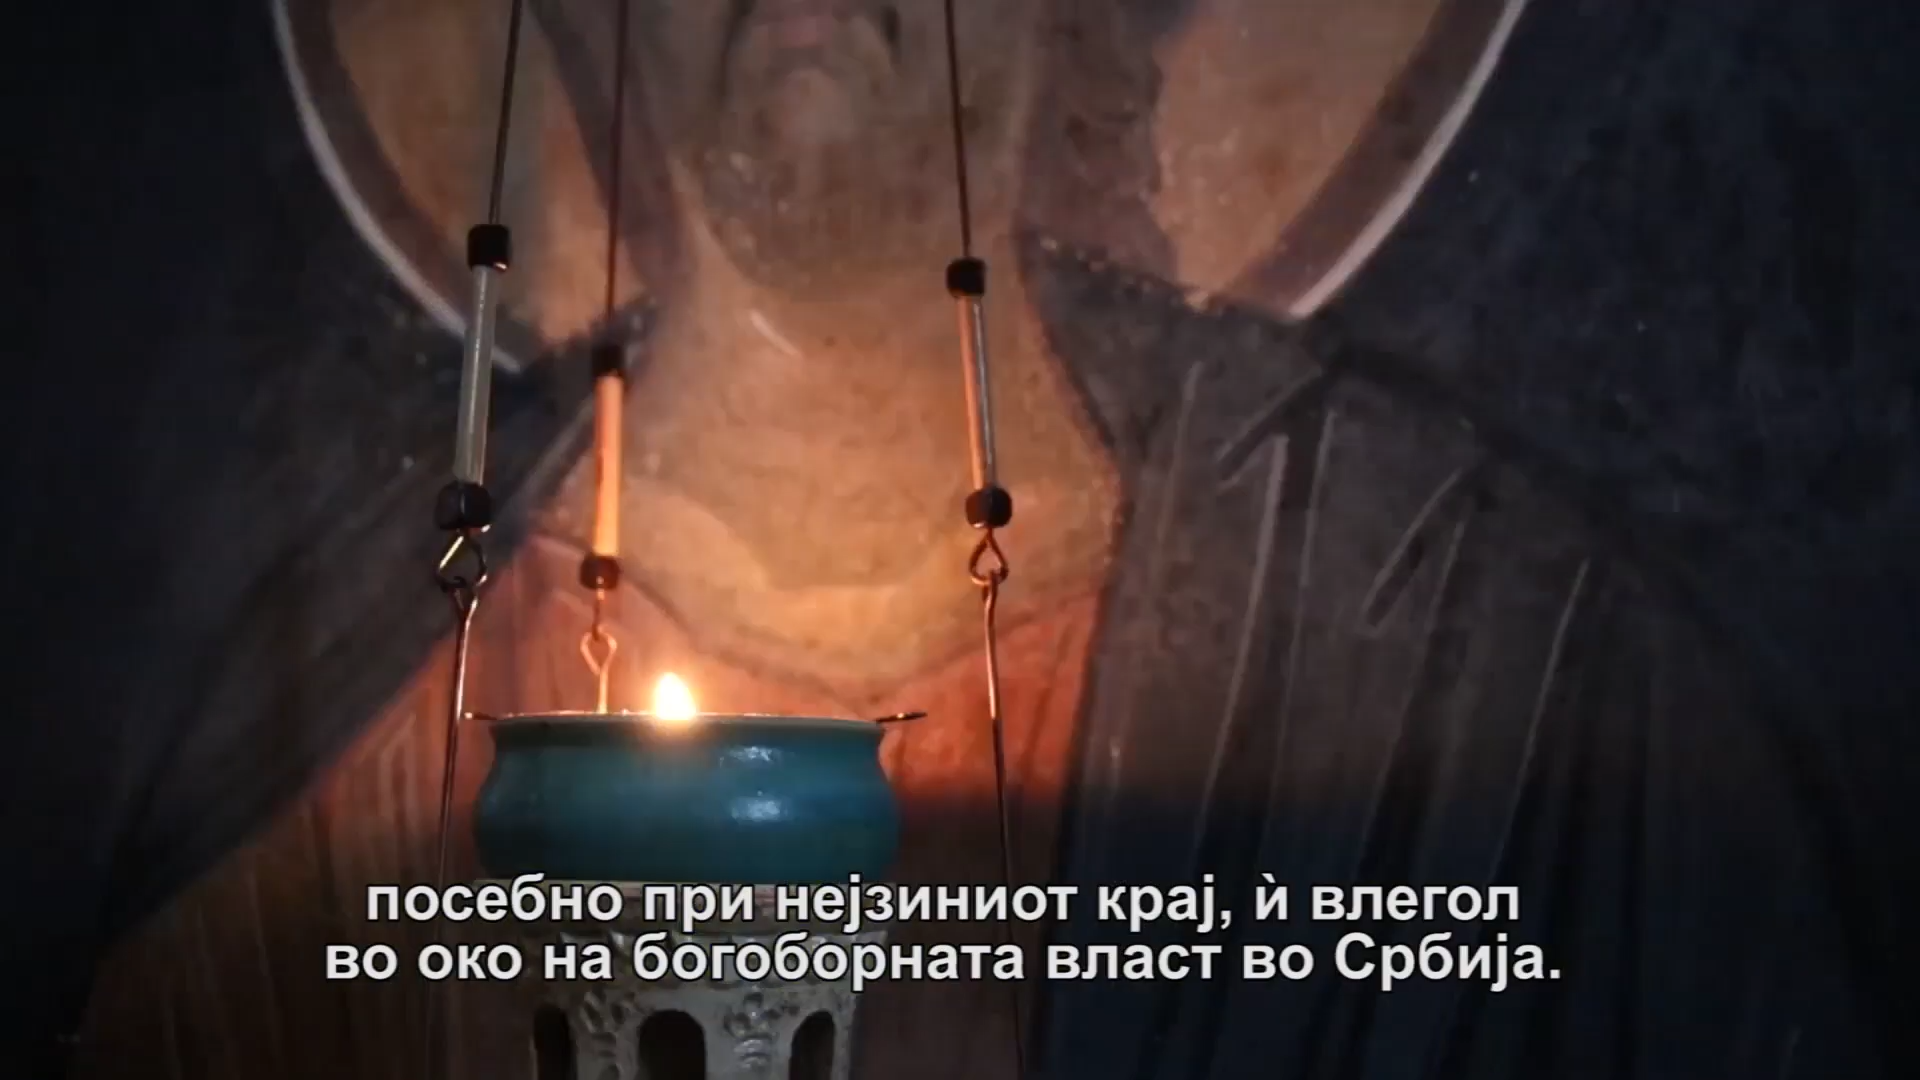 посебно при нејзиниот крај, ѝ влегол
во око на богоборната власт во Србија.